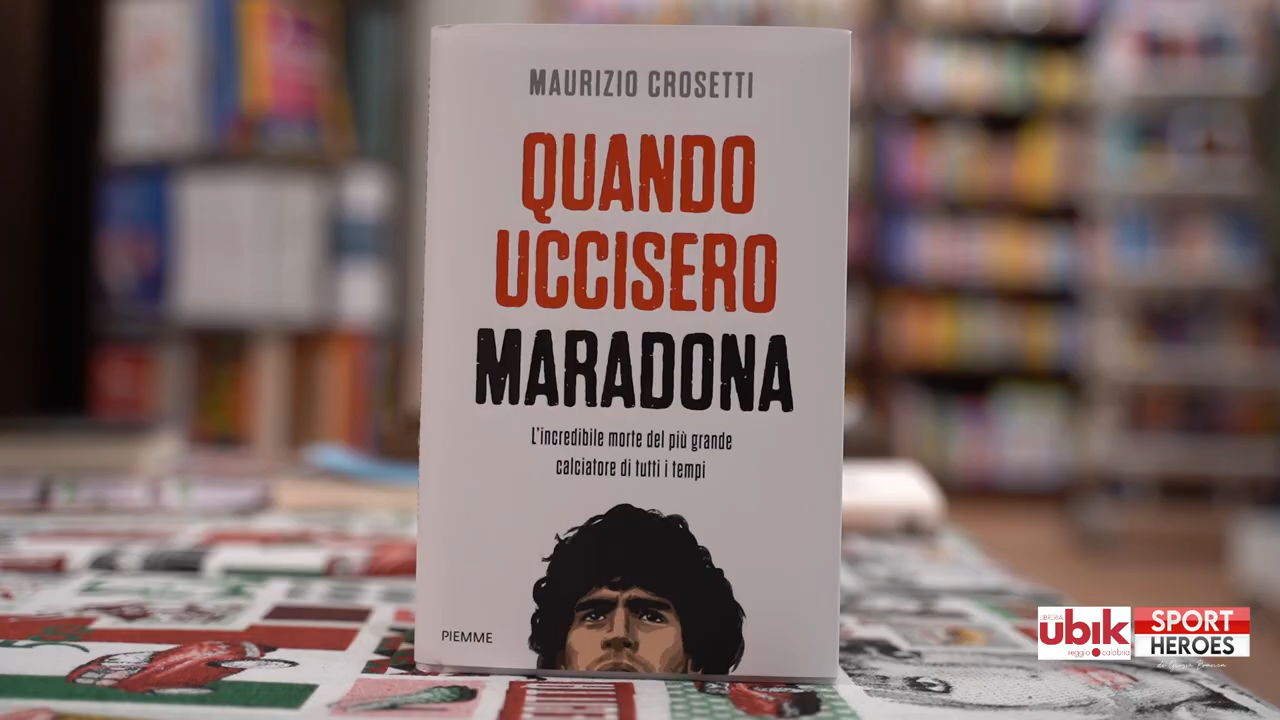 MAURIZIO CROSETTI
QUANDO
UCCISERO
MARADONA
L'incredibile morte del più grande
calciatore di tutti i tempi
PIEMME
LIBRERIA
ubik
reggio calabria
SPORT
HEROES